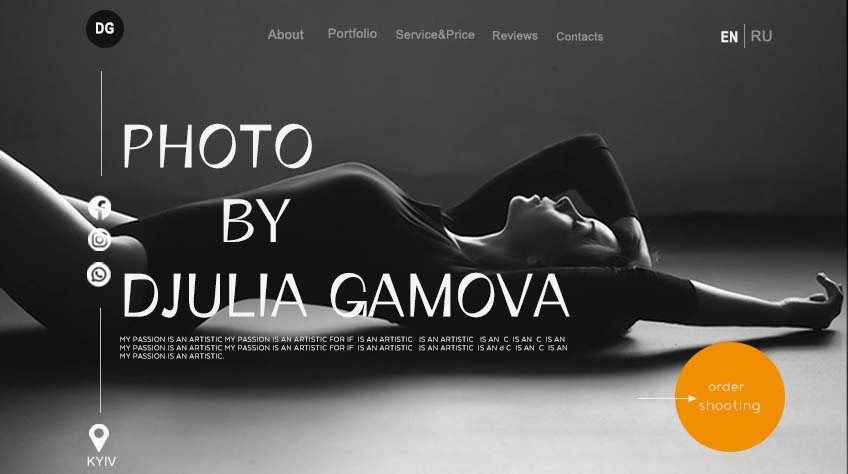 DG
About Portfolio Service&Price Reviews Contacts
EN RU
PHOTO
BY
DJULIA GAMOVA
MY PASSION IS AN ARTISTIC MY PASSION IS AN ARTISTIC FOR IF IS AN ARTISTIC IS AN ARTISTIC IS AN C IS AN C IS AN
MY PASSION IS AN ARTISTIC MY PASSION IS AN ARTISTIC FOR IF IS AN ARTISTIC IS AN ARTISTIC IS AN d C IS AN C IS AN
MY PASSION IS AN ARTISTIC.
order
shooting
KYIV